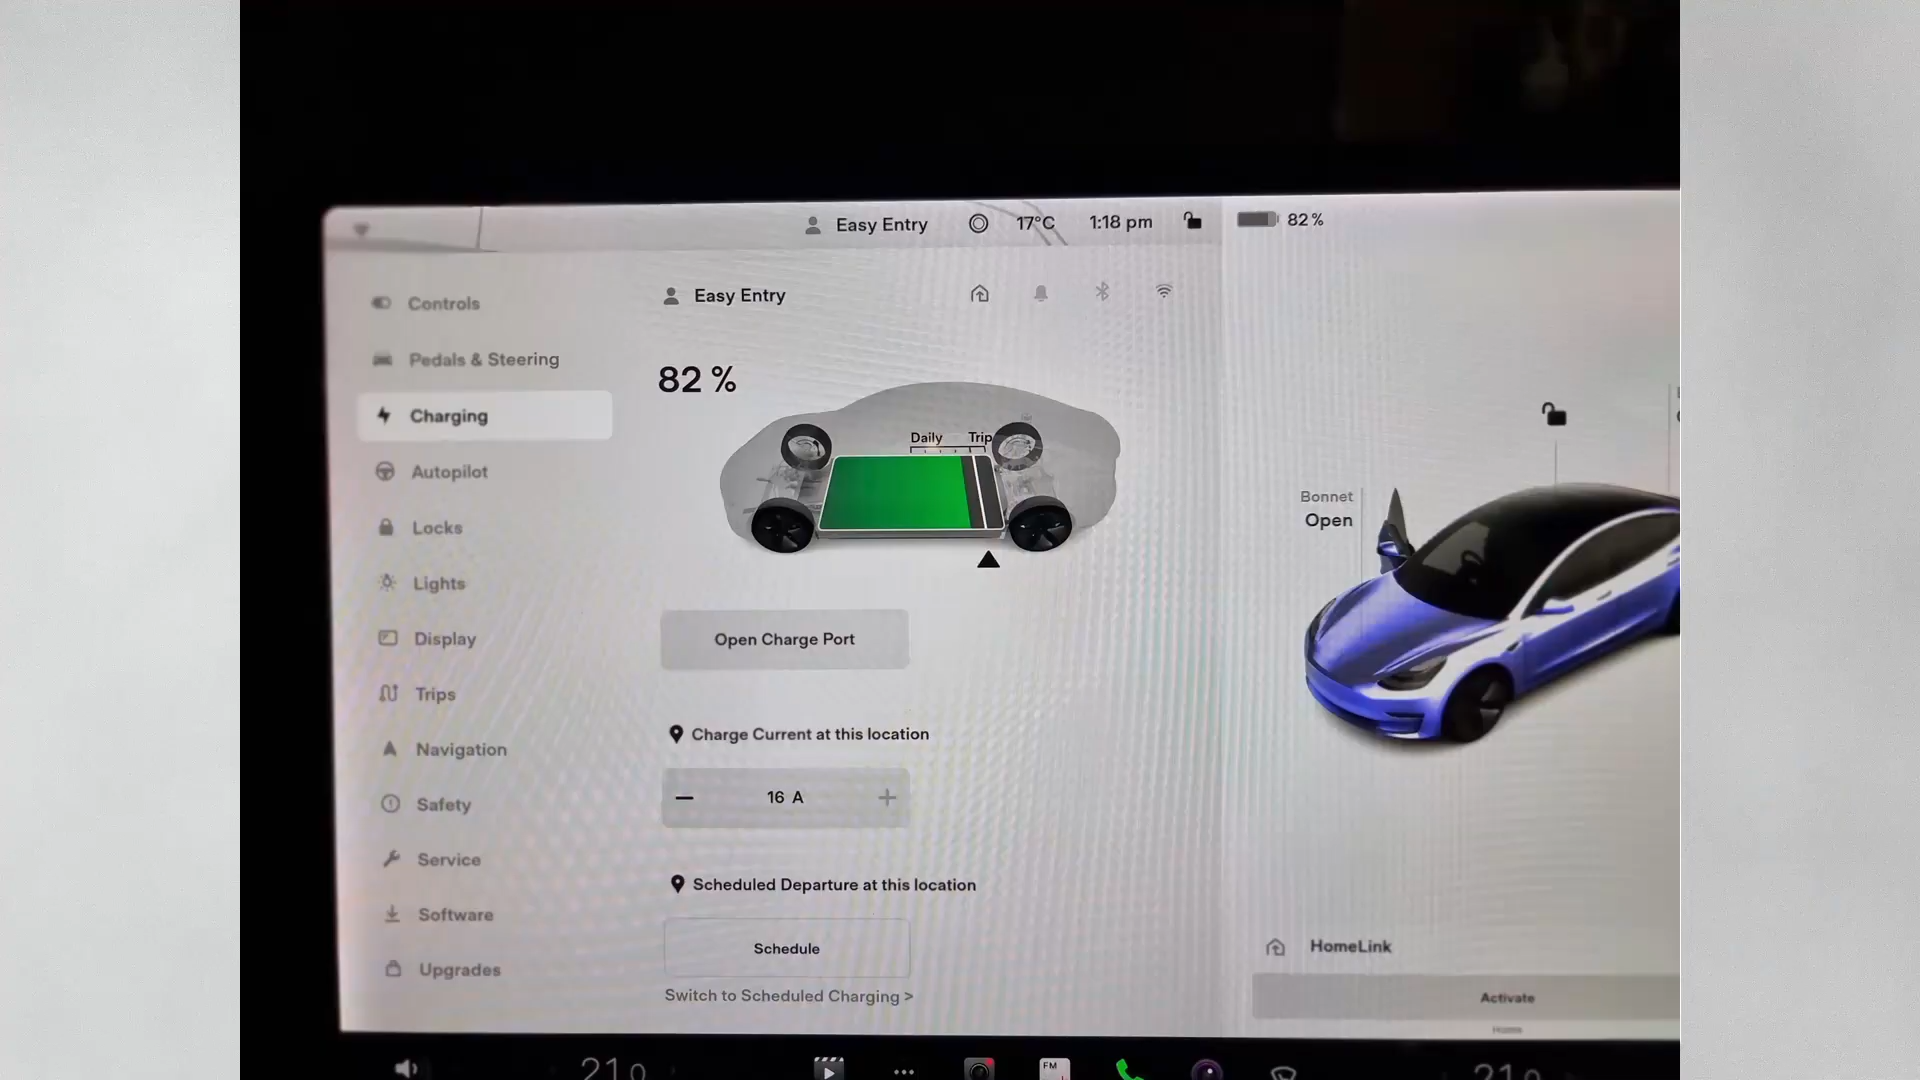 Easy Entry
17°C
1:18 pm
82 %
Controls
Pedals & Steering
Charging
Autopilot
Locks
Lights
Display
Trips
Navigation
Safety
Service
Software
Upgrades
Easy Entry
82 %
Daily Trip
Open Charge Port
Charge Current at this location
− 16 A +
Scheduled Departure at this location
Schedule
Switch to Scheduled Charging >
Bonnet
Open
HomeLink
Activate
Home
FM